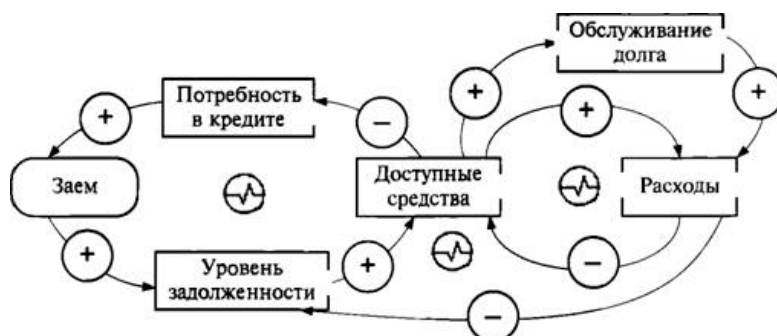 Обслуживание
долга
+
+
Потребность
в кредите
+
+
−
Заем
Доступные
средства
Расходы
+
Уровень
задолженности
+
−
−